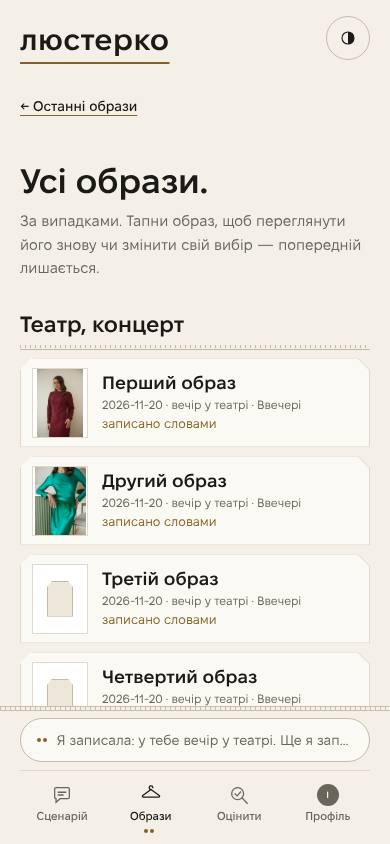 люстерко
← Останні образи
Усі образи.
За випадками. Тапни образ, щоб переглянути
його знову чи змінити свій вибір — попередній
лишається.
Театр, концерт
Перший образ
2026-11-20 · вечір у театрі · Ввечері
записано словами
Другий образ
2026-11-20 · вечір у театрі · Ввечері
записано словами
Третій образ
2026-11-20 · вечір у театрі · Ввечері
записано словами
Четвертий образ
2026-11-20 · вечір у театрі · Ввечері
Я записала: у тебе вечір у театрі. Ще я зап...
Сценарій
Образи
Оцінити
І
Профіль